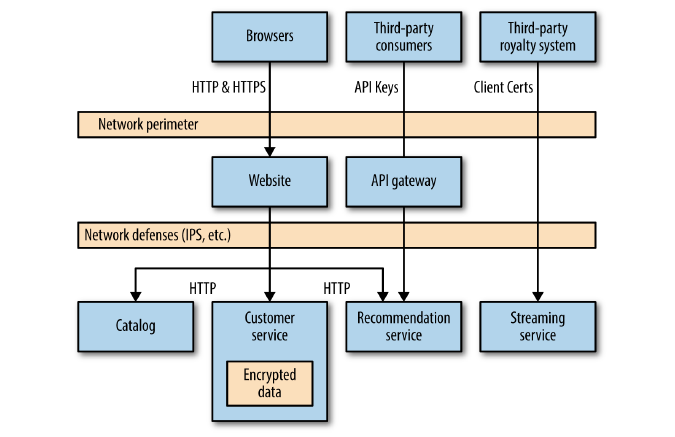 Browsers
Third-party
consumers
Third-party
royalty system
HTTP & HTTPS
API Keys
Client Certs
Network perimeter
Website
API gateway
Network defenses (IPS, etc.)
HTTP
HTTP
Catalog
Customer
service
Recommendation
service
Streaming
service
Encrypted
data